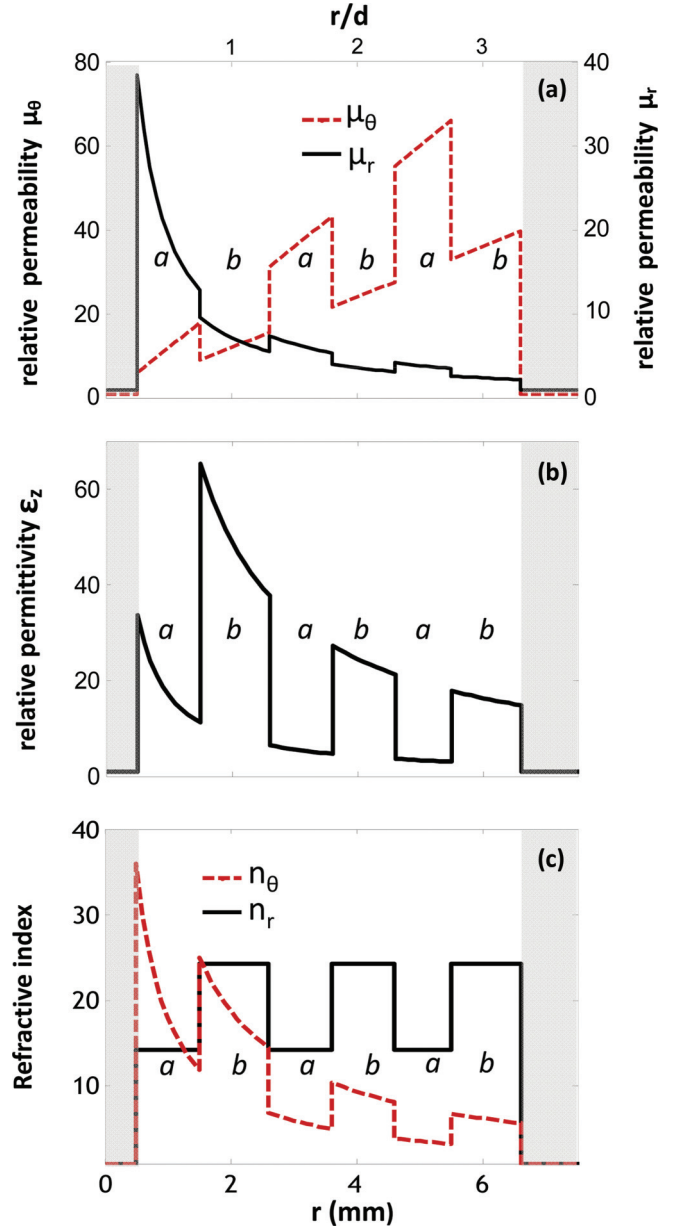 r/d
1 2 3
80 40
(a)
μθ
μr
60 30
40 20
a b a b a b
20 10
0 0
relative permeability μθ
relative permeability μr
(b)
60
40
a b a b a b
20
0
relative permittivity εz
40
(c)
nθ
nr
30
20
a b a b a b
10
Refractive index
0 2 4 6
r (mm)